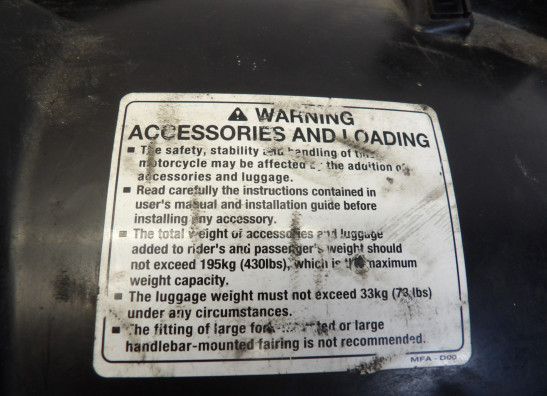 ⚠ WARNING
ACCESSORIES AND LOADING
■ The safety, stability and handling of this
motorcycle may be affected by the addition of
accessories and luggage.
■ Read carefully the instructions contained in
user's manual and installation guide before
installing any accessory.
■ The total weight of accessories and luggage
added to rider's and passenger's weight should
not exceed 195kg (430lbs), which is the maximum
weight capacity.
■ The luggage weight must not exceed 33kg (73 lbs)
under any circumstances.
■ The fitting of large or large
handlebar-mounted fairing is not recommended.
MFA - D00